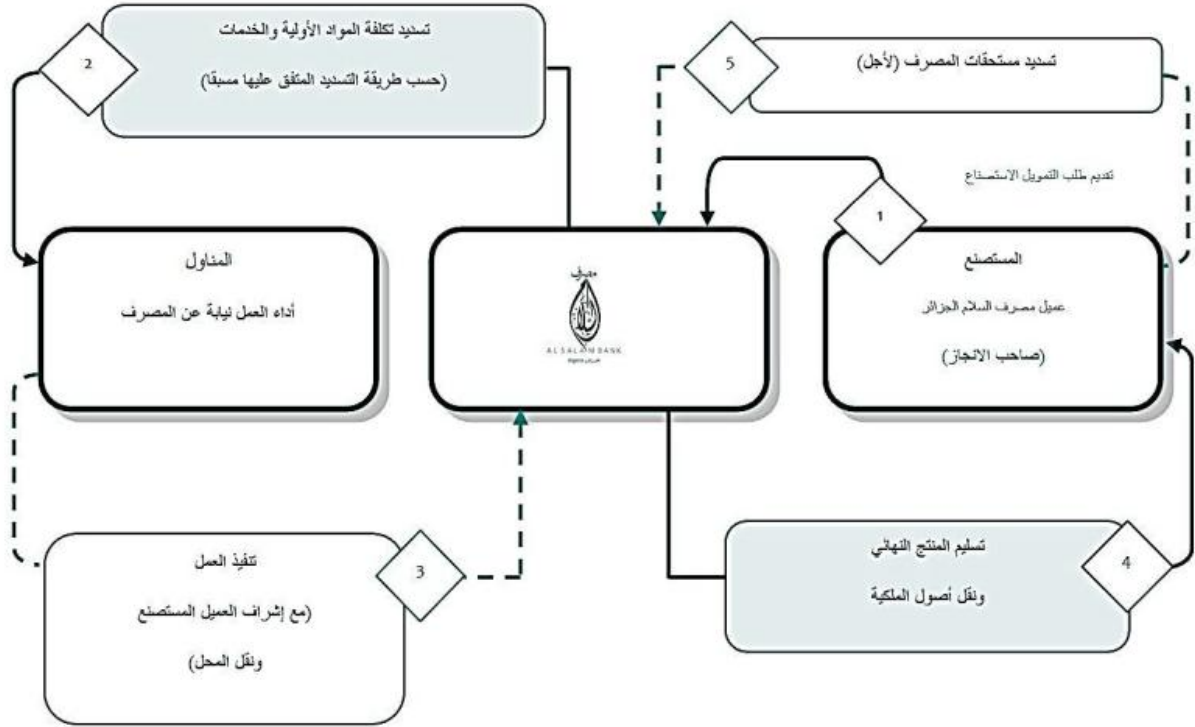 تسديد تكلفة المواد الأولية والخدمات
(حسب طريقة التسديد المتفق عليها مسبقا)
2
تسديد مستحقات المصرف (لأجل)
5
تقديم طلب التمويل الاستصناع
1
المستصنع
عميل مصرف السلام الجزائر
(صاحب الانجاز)
مصرف
AL SALAM BANK
المناول
أداء العمل نيابة عن المصرف
تنفيذ العمل
(مع إشراف العميل المستصنع
ونقل المحل)
3
تسليم المنتج النهائي
ونقل أصول الملكية
4